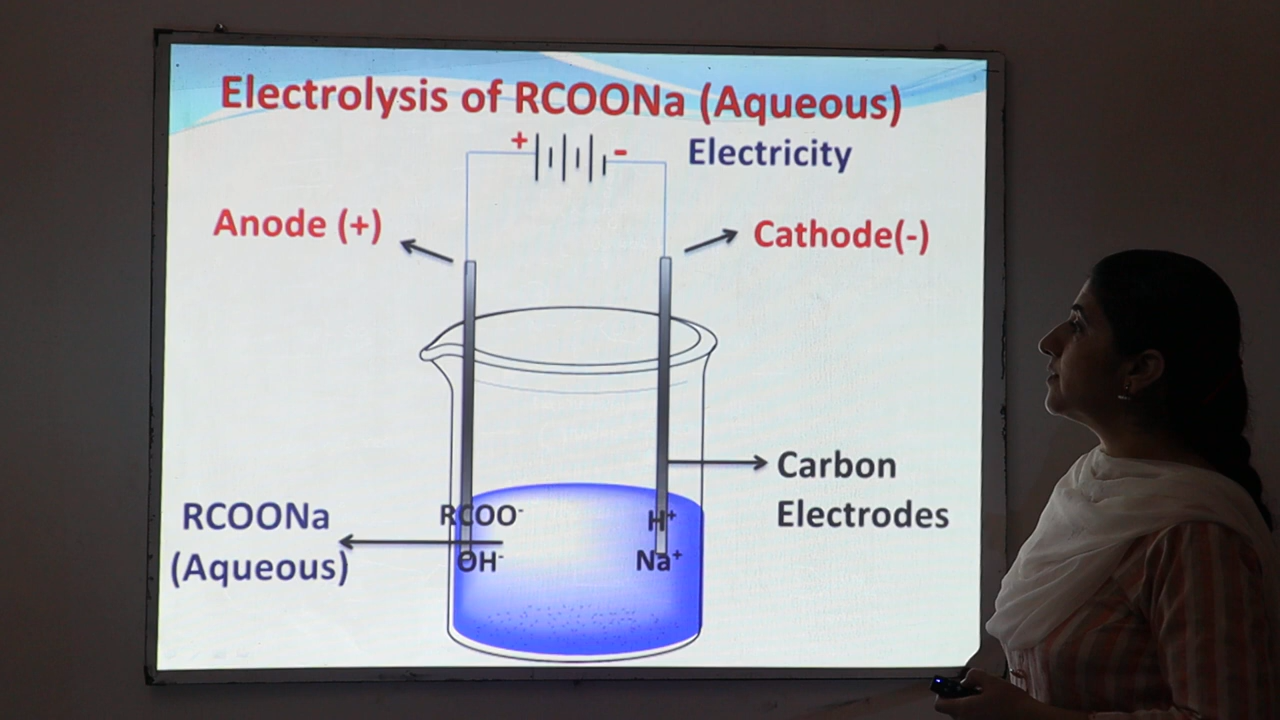 Electrolysis of RCOONa (Aqueous)
+ -
Electricity
Anode (+)
Cathode(-)
Carbon
Electrodes
RCOONa
(Aqueous)
RCOO⁻
H⁺
OH⁻
Na⁺